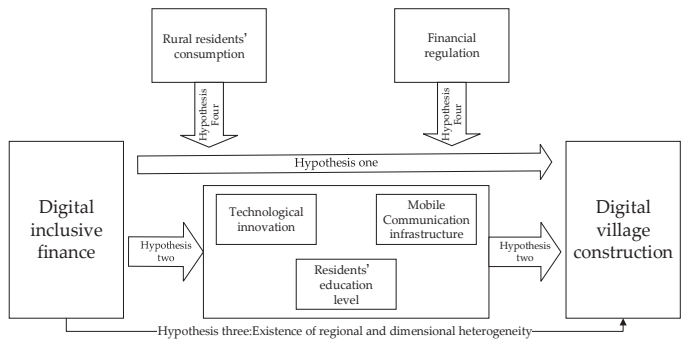 Rural residents’
consumption
Financial
regulation
Hypothesis
Four
Hypothesis
Four
Hypothesis one
Digital
inclusive
finance
Hypothesis
two
Technological
innovation
Mobile
Communication
infrastructure
Residents’
education
level
Hypothesis
two
Digital
village
construction
Hypothesis three:Existence of regional and dimensional heterogeneity